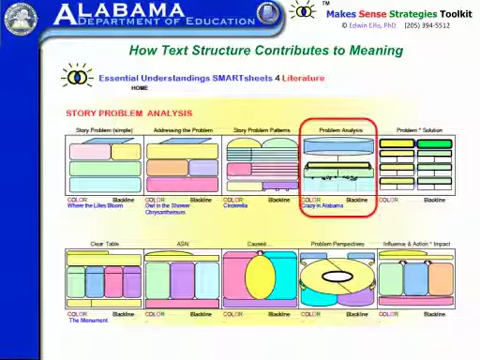 ALABAMA
DEPARTMENT OF EDUCATION
TM
Makes Sense Strategies Toolkit
© Edwin Ellis, PhD (205) 394-5512
How Text Structure Contributes to Meaning
Essential Understandings SMARTsheets 4 Literature
HOME
STORY PROBLEM ANALYSIS
Story Problem (simple) Addressing the Problem Story Problem Patterns Problem Analysis Problem * Solution
COLOR Blackline COLOR Blackline COLOR Blackline COLOR Blackline COLOR Blackline
Where the Lilies Bloom Owl in the Shower Cinderella Crazy in Alabama
Chrysanthemum
Clear Table ASN Caused... Problem Perspectives Influence & Action * Impact
COLOR Blackline COLOR Blackline COLOR Blackline COLOR Blackline COLOR Blackline
The Monument